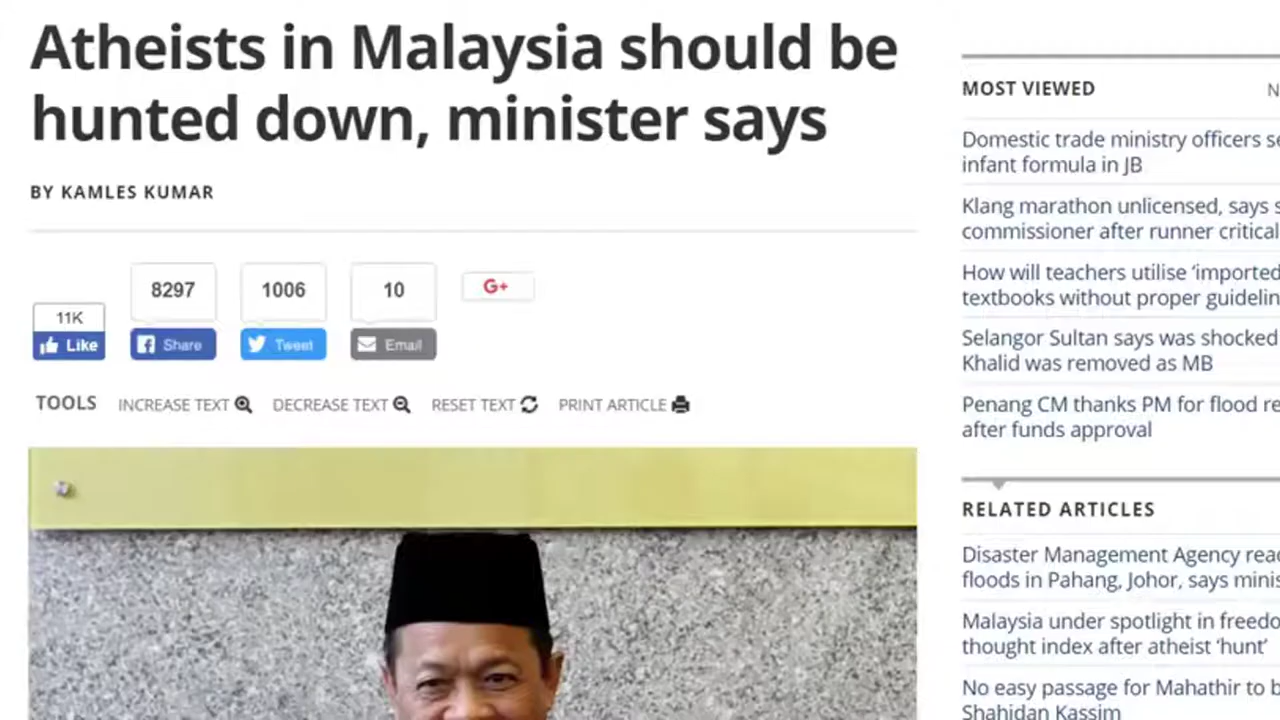 Atheists in Malaysia should be
hunted down, minister says
BY KAMLES KUMAR
8297
1006
10
G+
11K
Like
Share
Tweet
Email
TOOLS INCREASE TEXT DECREASE TEXT RESET TEXT PRINT ARTICLE
MOST VIEWED
Domestic trade ministry officers
infant formula in JB
Klang marathon unlicensed, says
commissioner after runner
How will teachers utilise ‘imported
textbooks without proper
Selangor Sultan says was shocked
Khalid was removed as MB
Penang CM thanks PM for flood
after funds approval
RELATED ARTICLES
Disaster Management Agency
floods in Pahang, Johor, says
Malaysia under spotlight in
thought index after atheist ‘hunt’
No easy passage for Mahathir to
Shahidan Kassim